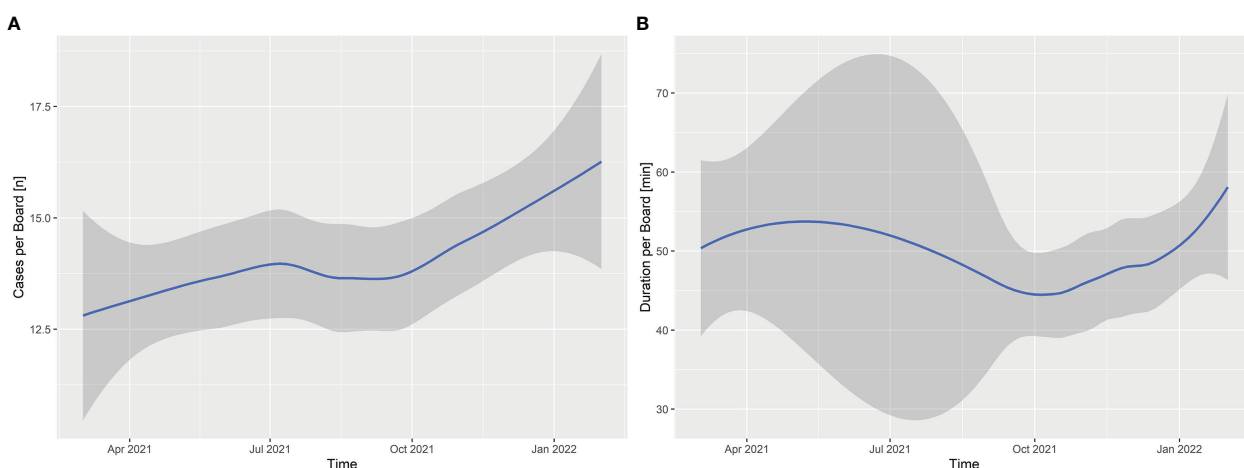 A
Cases per Board [n]
17.5
15.0
12.5
Apr 2021 Jul 2021 Oct 2021 Jan 2022
Time
B
Duration per Board [min]
70
60
50
40
30
Apr 2021 Jul 2021 Oct 2021 Jan 2022
Time